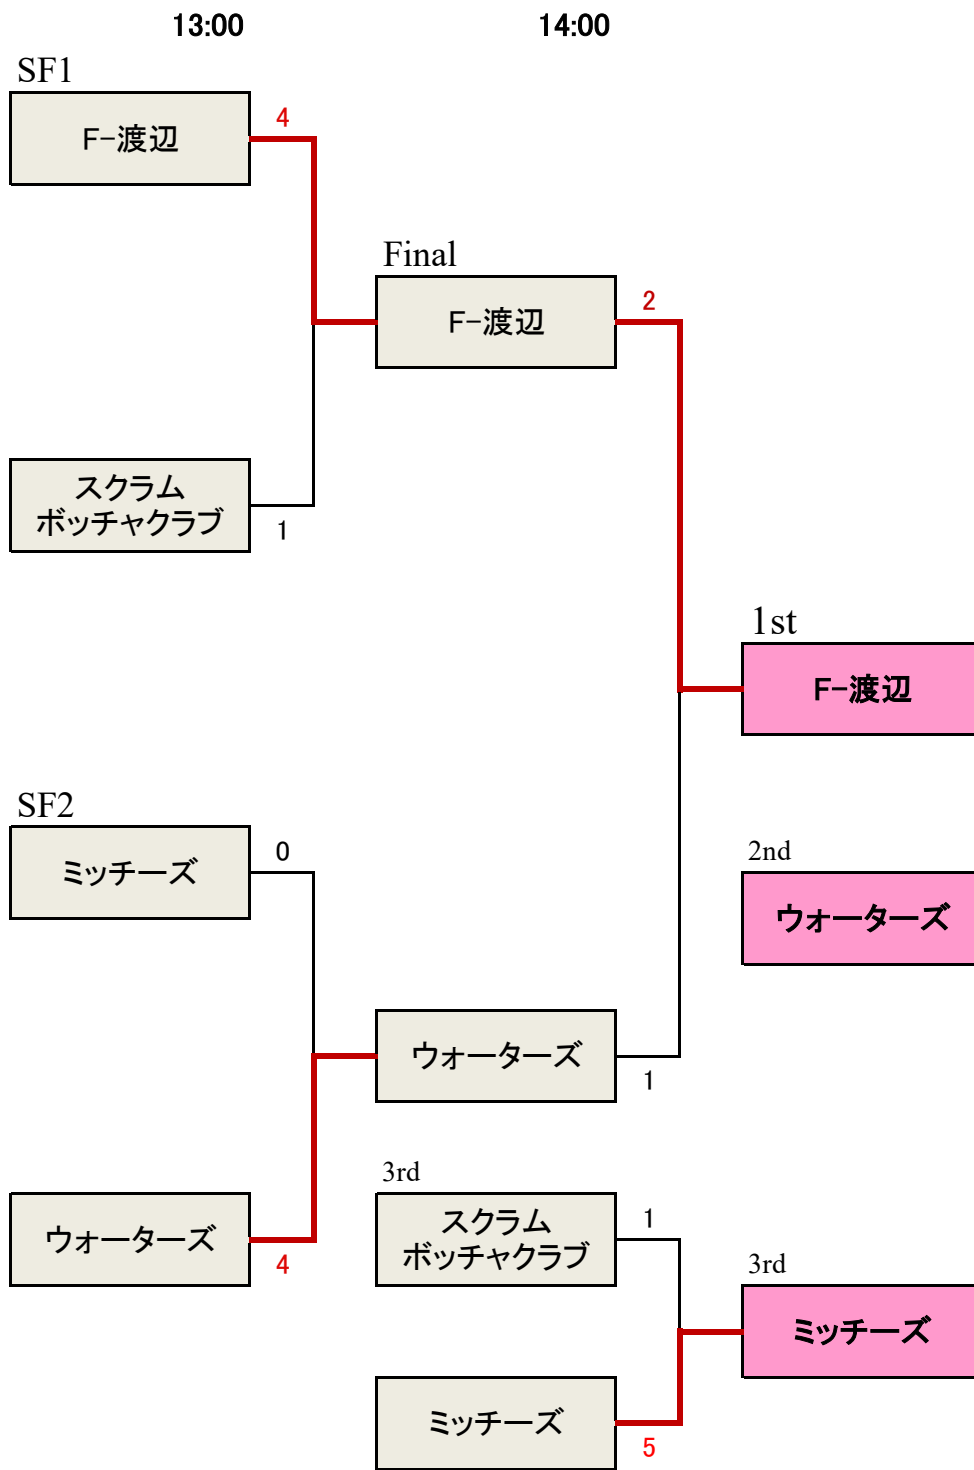 13:00
14:00
SF1
F-渡辺
4
Final
F-渡辺
2
スクラム
ボッチャクラブ
1
1st
F-渡辺
SF2
ミッチーズ
0
2nd
ウォーターズ
ウォーターズ
1
3rd
ウォーターズ
4
スクラム
ボッチャクラブ
1
3rd
ミッチーズ
ミッチーズ
5